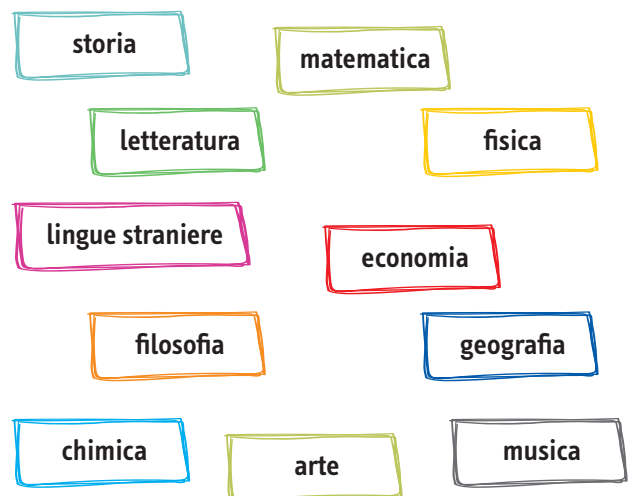 storia
matematica
letteratura
fisica
lingue straniere
economia
filosofia
geografia
chimica
arte
musica